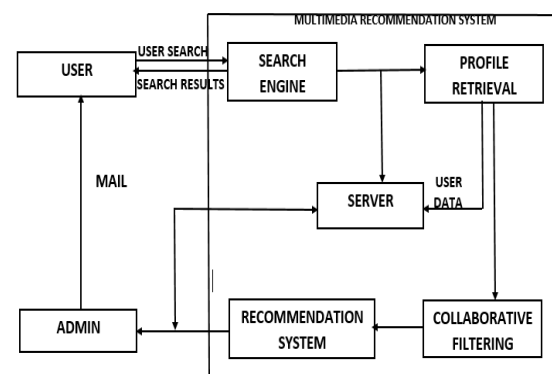 MULTIMEDIA RECOMMENDATION SYSTEM
USER SEARCH
USER
SEARCH
ENGINE
PROFILE
RETRIEVAL
SEARCH RESULTS
MAIL
USER
DATA
SERVER
ADMIN
RECOMMENDATION
SYSTEM
COLLABORATIVE
FILTERING